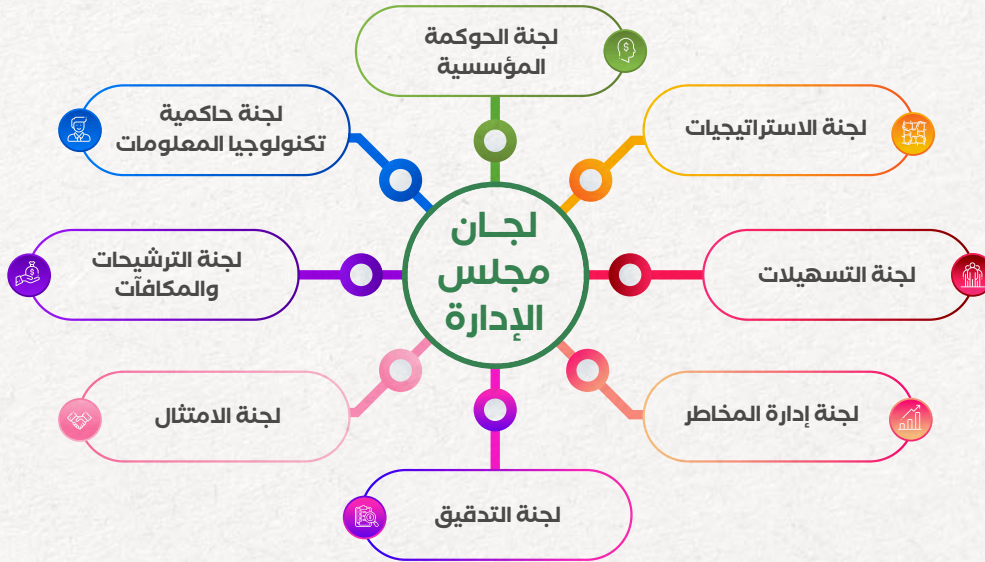 لجنة الحوكمة
المؤسسية
لجنة الاستراتيجيات
لجنة حاكمية
تكنولوجيا المعلومات
لجان
مجلس
الإدارة
لجنة التسهيلات
لجنة الترشيحات
والمكافآت
لجنة إدارة المخاطر
لجنة الامتثال
لجنة التدقيق